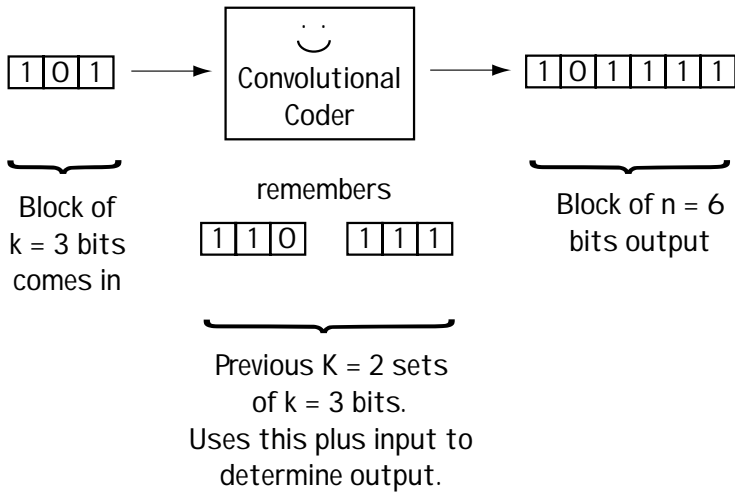 1 0 1
Convolutional
Coder
1 0 1 1 1 1
Block of
k = 3 bits
comes in
remembers
1 1 0
1 1 1
Block of n = 6
bits output
Previous K = 2 sets
of k = 3 bits.
Uses this plus input to
determine output.